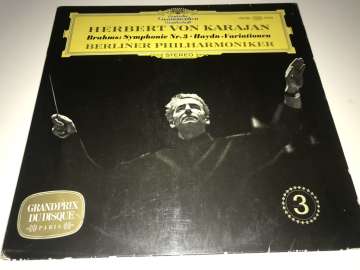 Deutsche
Grammophon
Gesellschaft
HERBERT VON KARAJAN
Brahms: Symphonie Nr. 3 · Haydn-Variationen
BERLINER PHILHARMONIKER
STEREO
GRAND PRIX
DU DISQUE
PARIS
3